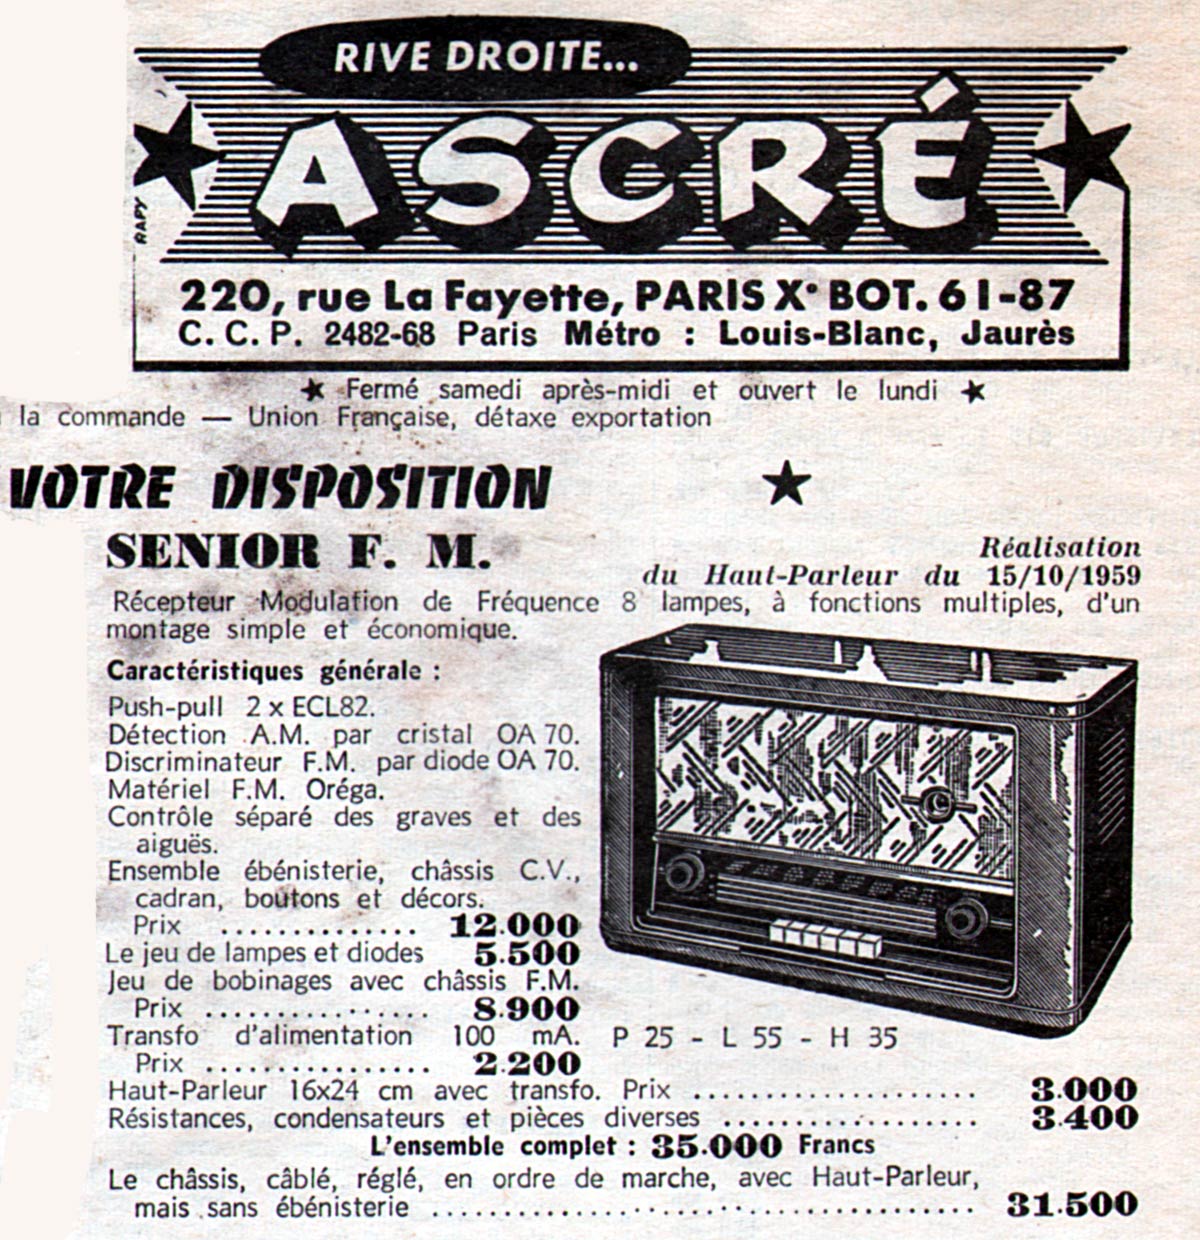 RIVE DROITE...
ASCRÉ
RAPY
220, rue La Fayette, PARIS X° BOT. 61-87
C. C. P. 2482-68 Paris Métro : Louis-Blanc, Jaurès
★ Fermé samedi après-midi et ouvert le lundi ★
la commande — Union Française, détaxe exportation
VOTRE DISPOSITION ★
SENIOR F. M.
Réalisation
du Haut-Parleur du 15/10/1959
Récepteur Modulation de Fréquence 8 lampes, à fonctions multiples, d'un
montage simple et économique.
Caractéristiques générale :
Push-pull 2 x ECL82.
Détection A.M. par cristal OA 70.
Discriminateur F.M. par diode OA 70.
Matériel F.M. Oréga.
Contrôle séparé des graves et des
aiguës.
Ensemble ébénisterie, châssis C.V.,
cadran, boutons et décors.
Prix .............. 12.000
Le jeu de lampes et diodes 5.500
Jeu de bobinages avec châssis F.M.
Prix ................ 8.900
Transfo d'alimentation 100 mA.
Prix ................ 2.200
P 25 - L 55 - H 35
Haut-Parleur 16x24 cm avec transfo. Prix .................... 3.000
Résistances, condensateurs et pièces diverses .................. 3.400
L'ensemble complet : 35.000 Francs
Le châssis, câblé, réglé, en ordre de marche, avec Haut-Parleur,
mais sans ébénisterie ...................................... 31.500